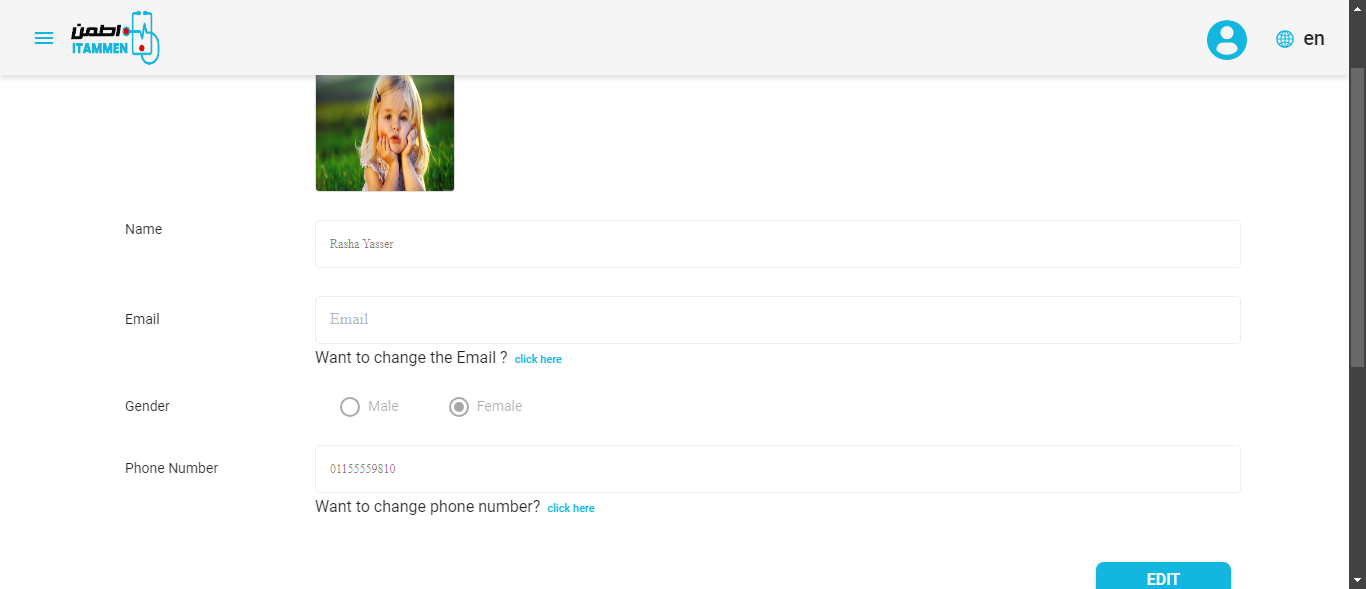 اطمن
ITAMMEN
en
Name
Rasha Yasser
Email
Email
Want to change the Email ? click here
Gender
Male
Female
Phone Number
01155559810
Want to change phone number? click here
EDIT